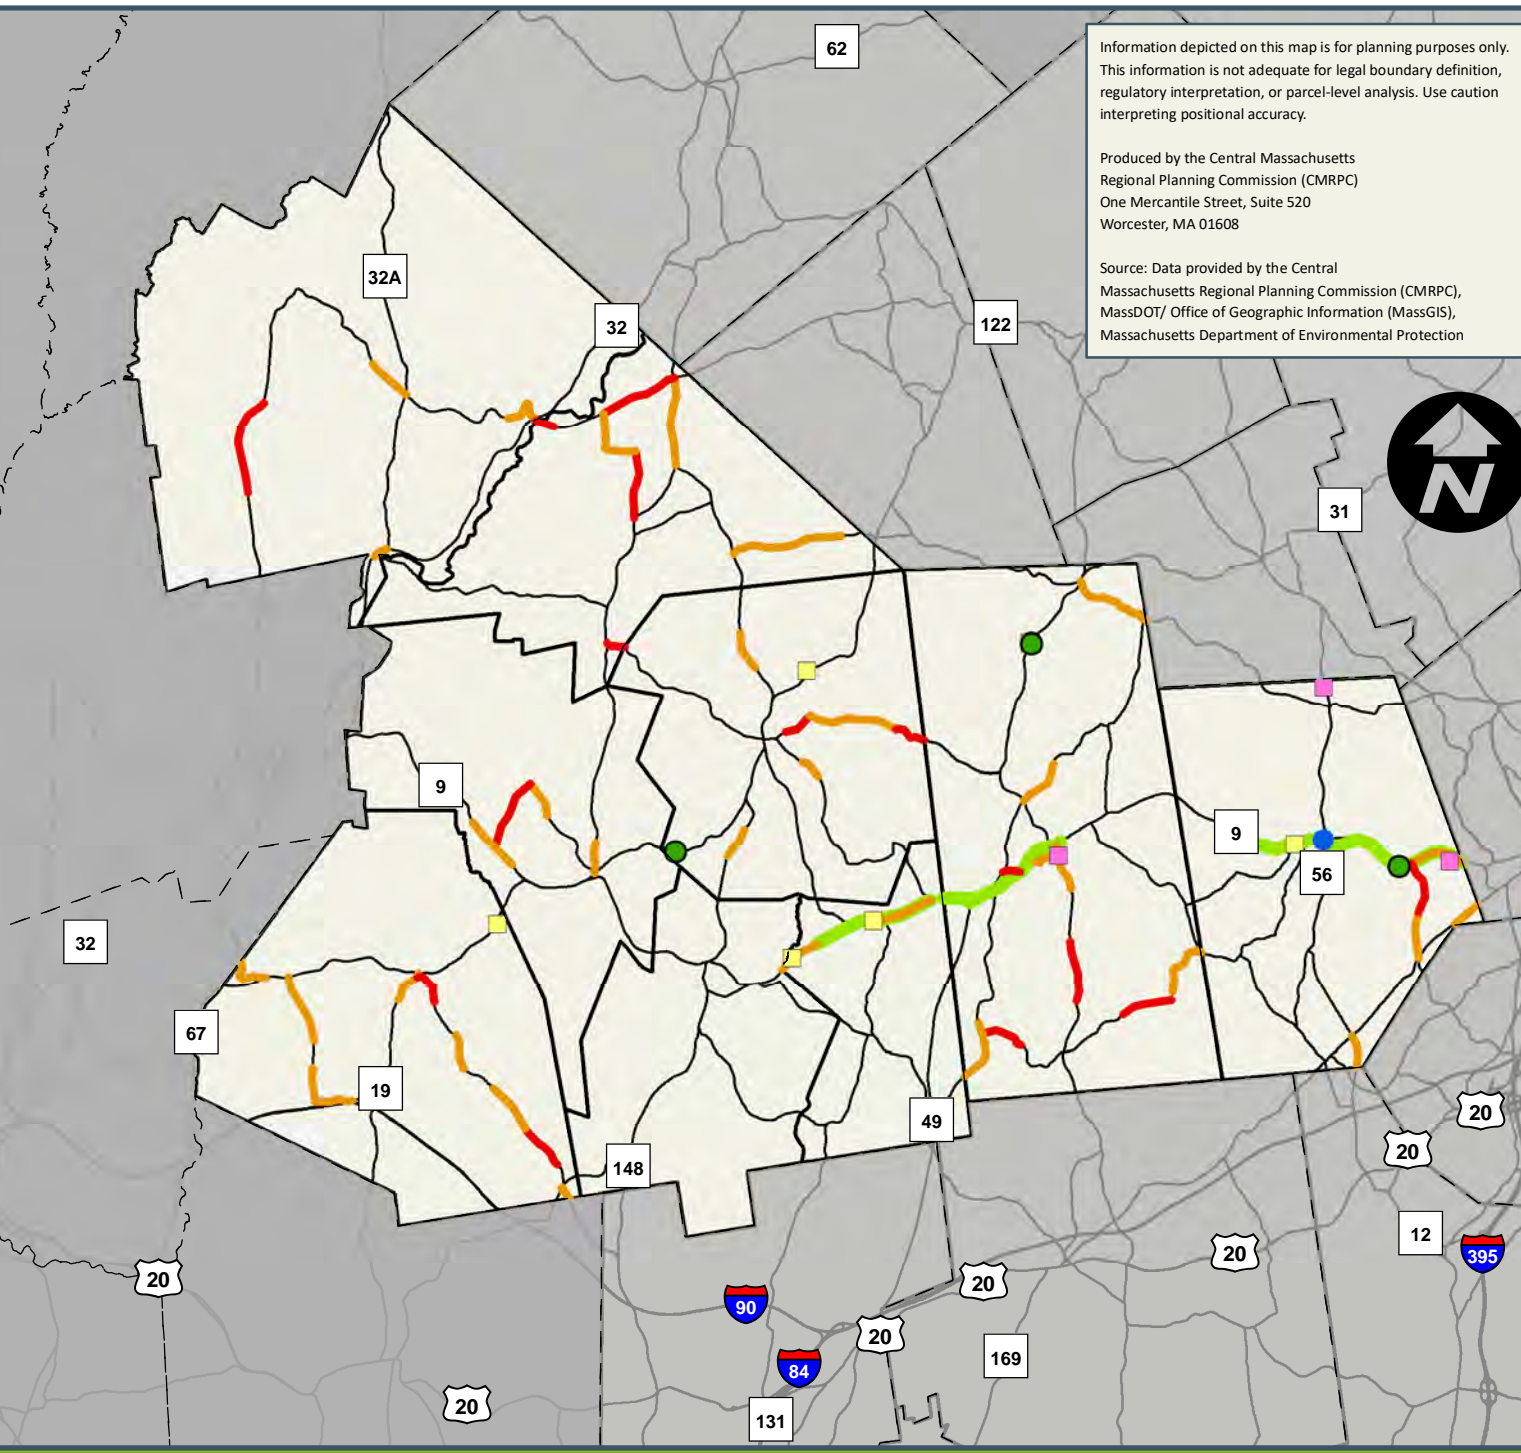 62
Information depicted on this map is for planning purposes only.
This information is not adequate for legal boundary definition,
regulatory interpretation, or parcel-level analysis. Use caution
interpreting positional accuracy.
Produced by the Central Massachusetts
Regional Planning Commission (CMRPC)
One Mercantile Street, Suite 520
Worcester, MA 01608
Source: Data provided by the Central
Massachusetts Regional Planning Commission (CMRPC),
MassDOT/ Office of Geographic Information (MassGIS),
Massachusetts Department of Environmental Protection
32A
32
122
N
31
9
9
56
32
67
19
49
148
20
20
12
395
20
20
20
90
20
84
169
20
131